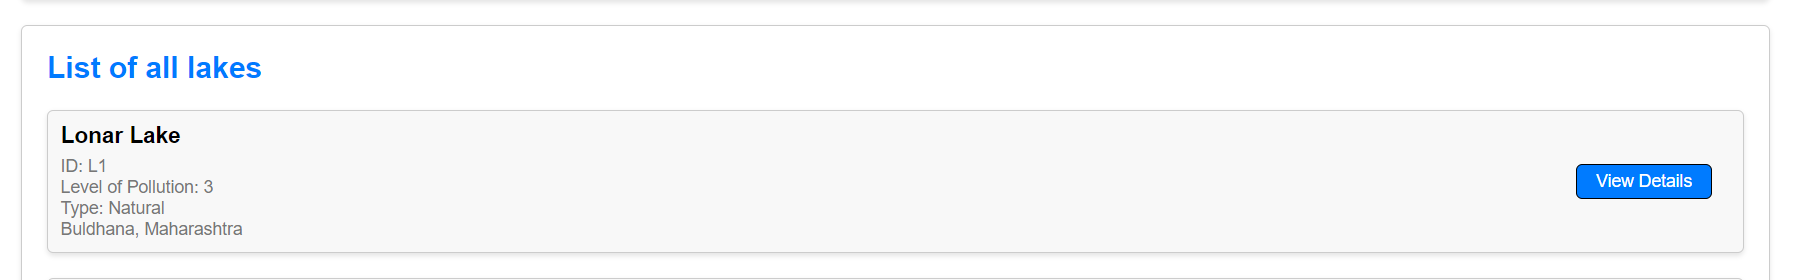 List of all lakes
Lonar Lake
ID: L1
Level of Pollution: 3
Type: Natural
Buldhana, Maharashtra
View Details